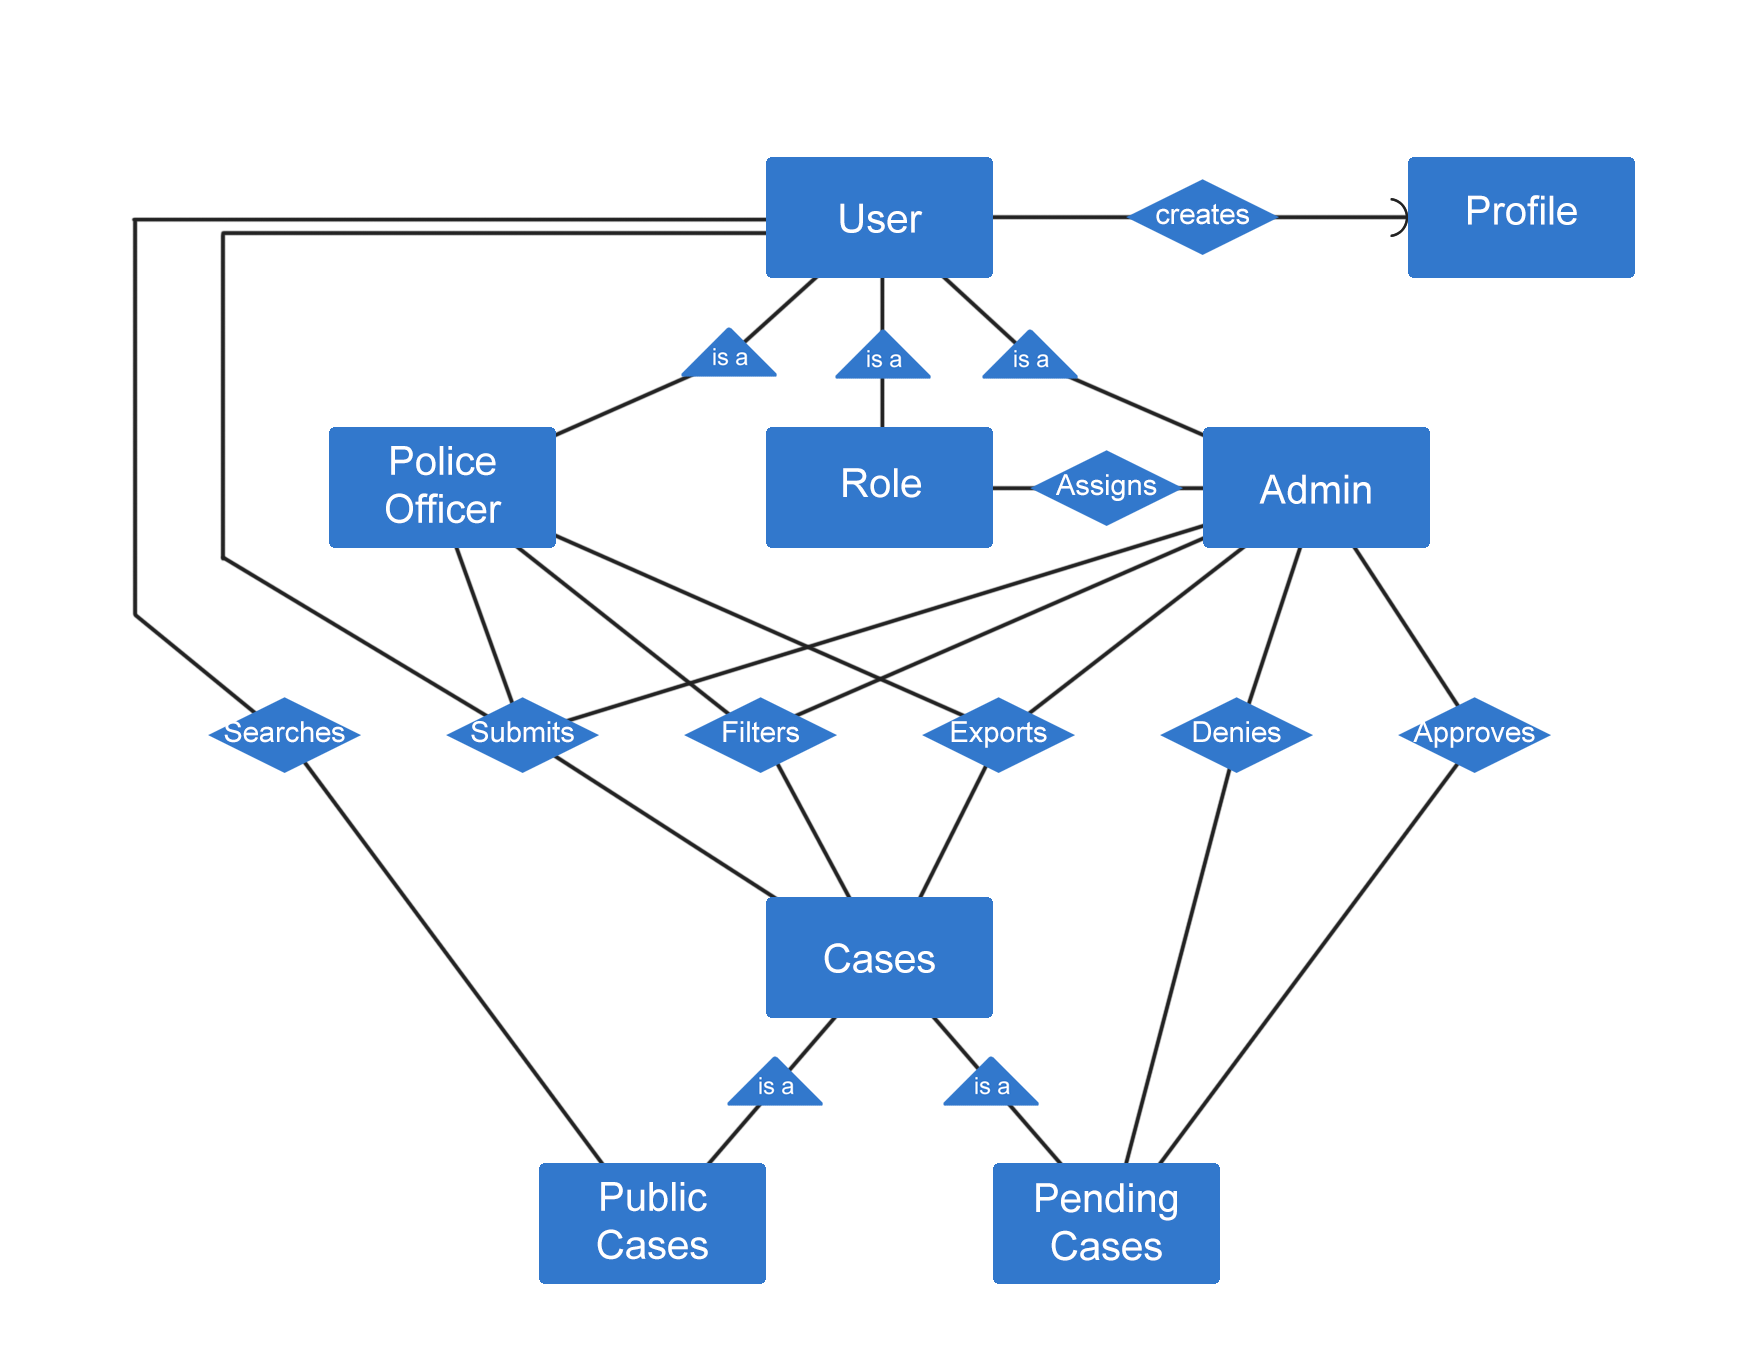 User
creates
Profile
is a
is a
is a
Police
Officer
Role
Assigns
Admin
Searches
Submits
Filters
Exports
Denies
Approves
Cases
is a
is a
Public
Cases
Pending
Cases